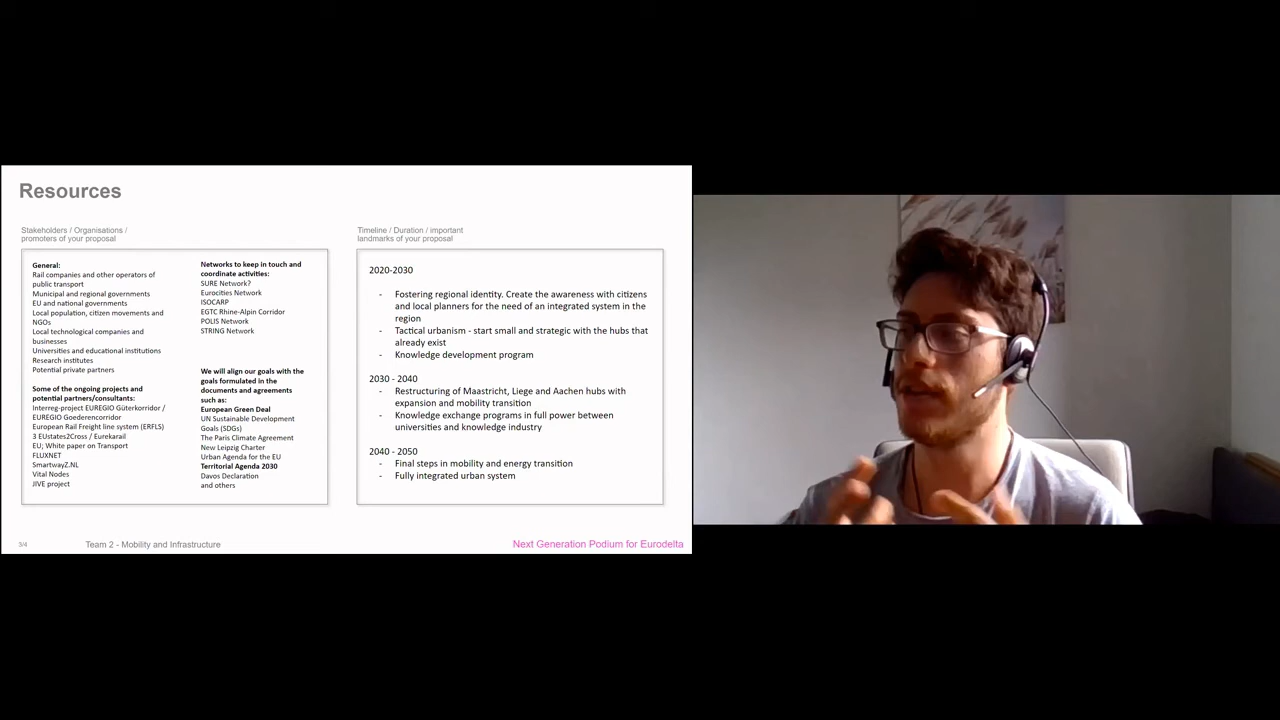 Resources
Stakeholders / Organisations /
promoters of your proposal
General:
Rail companies and other operators of
public transport
Municipal and regional governments
EU and national governments
Local population, citizen movements and
NGOs
Local technological companies and
businesses
Universities and educational institutions
Research institutes
Potential private partners
Some of the ongoing projects and
potential partners/consultants:
Interreg-project EUREGIO Güterkorridor /
EUREGIO Goederencorridor
European Rail Freight line system (ERFLS)
3 EUstates2Cross / Eurekarail
EU; White paper on Transport
FLUXNET
SmartwayZ.NL
Vital Nodes
JIVE project
Networks to keep in touch and
coordinate activities:
SURE Network?
Eurocities Network
ISOCARP
EGTC Rhine-Alpin Corridor
POLIS Network
STRING Network
We will align our goals with the
goals formulated in the
documents and agreements
such as:
European Green Deal
UN Sustainable Development
Goals (SDGs)
The Paris Climate Agreement
New Leipzig Charter
Urban Agenda for the EU
Territorial Agenda 2030
Davos Declaration
and others
Timeline / Duration / important
landmarks of your proposal
2020-2030
- Fostering regional identity. Create the awareness with citizens
and local planners for the need of an integrated system in the
region
- Tactical urbanism - start small and strategic with the hubs that
already exist
- Knowledge development program
2030 - 2040
- Restructuring of Maastricht, Liege and Aachen hubs with
expansion and mobility transition
- Knowledge exchange programs in full power between
universities and knowledge industry
2040 - 2050
- Final steps in mobility and energy transition
- Fully integrated urban system
3/4
Team 2 - Mobility and Infrastructure
Next Generation Podium for Eurodelta